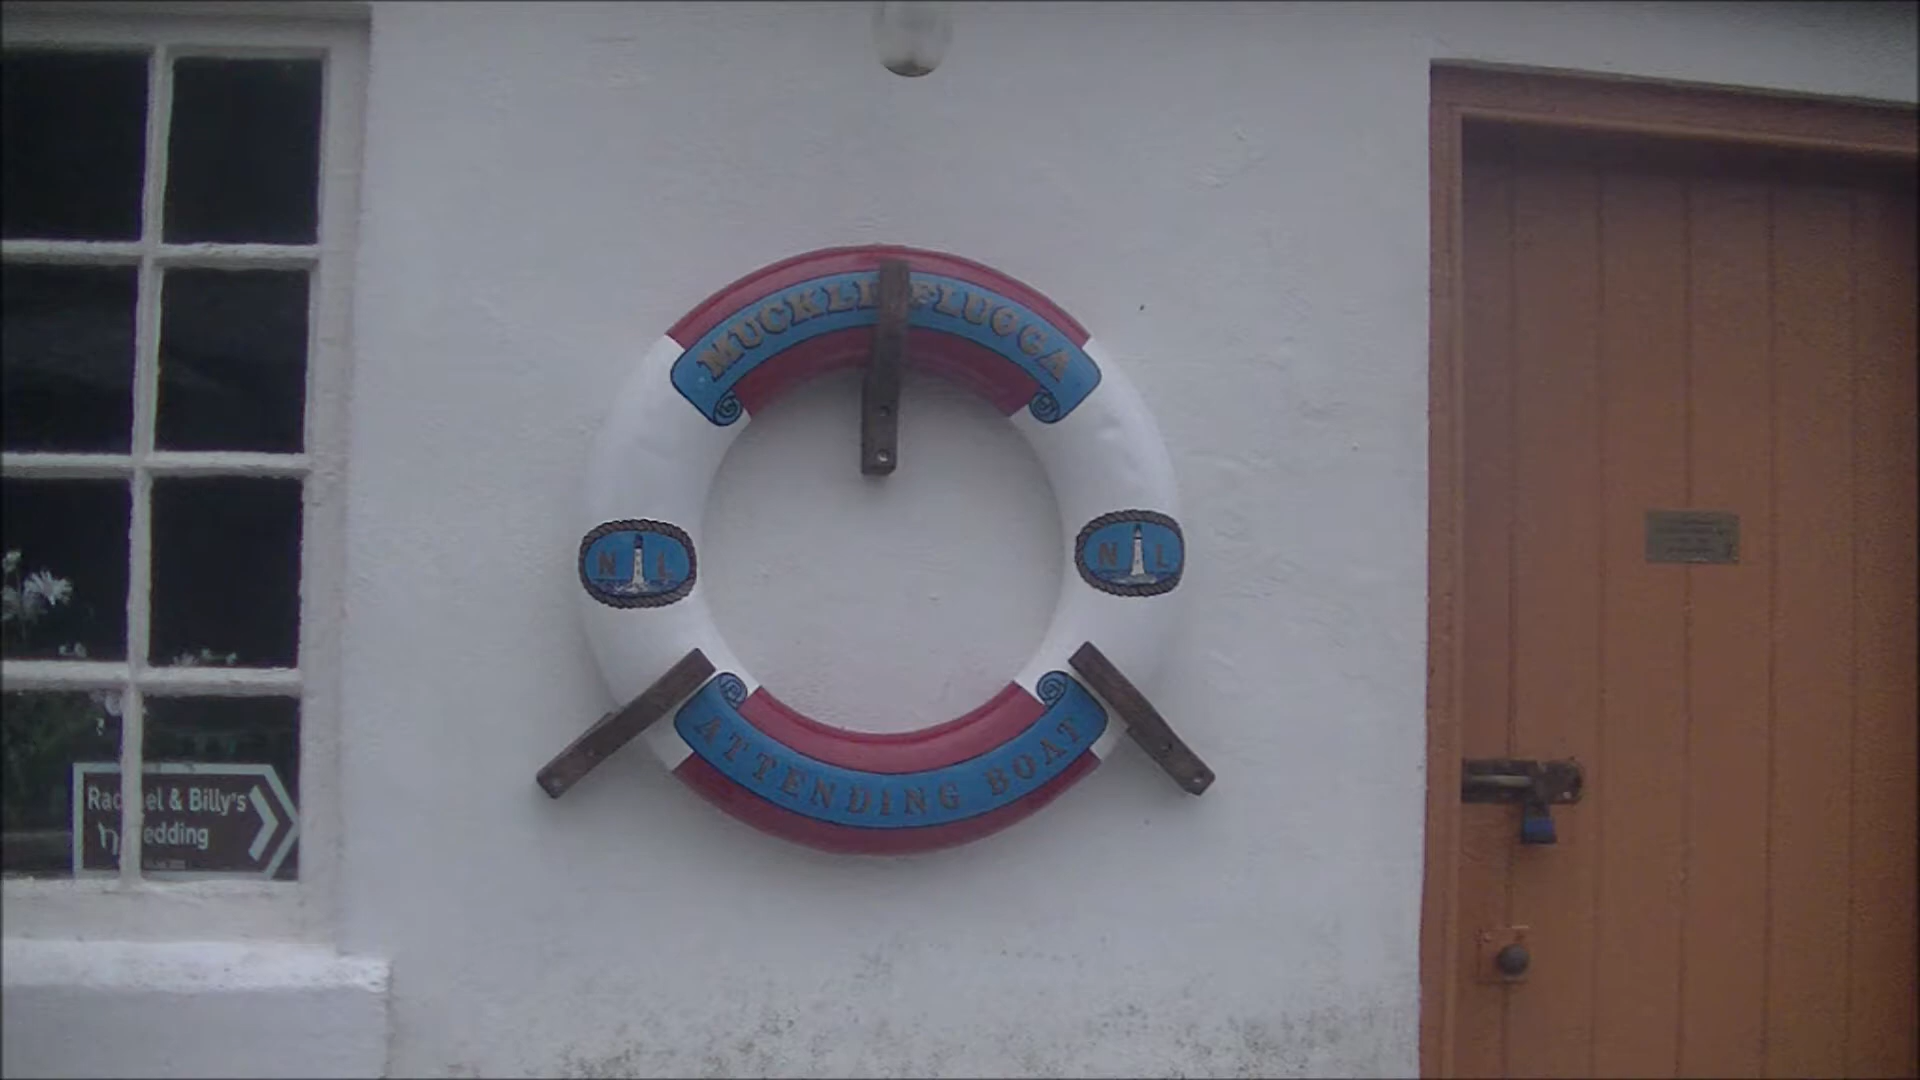 MUCKLE FLUGGA
N L
N L
ATTENDING BOAT
Rachel & Billy's
Wedding